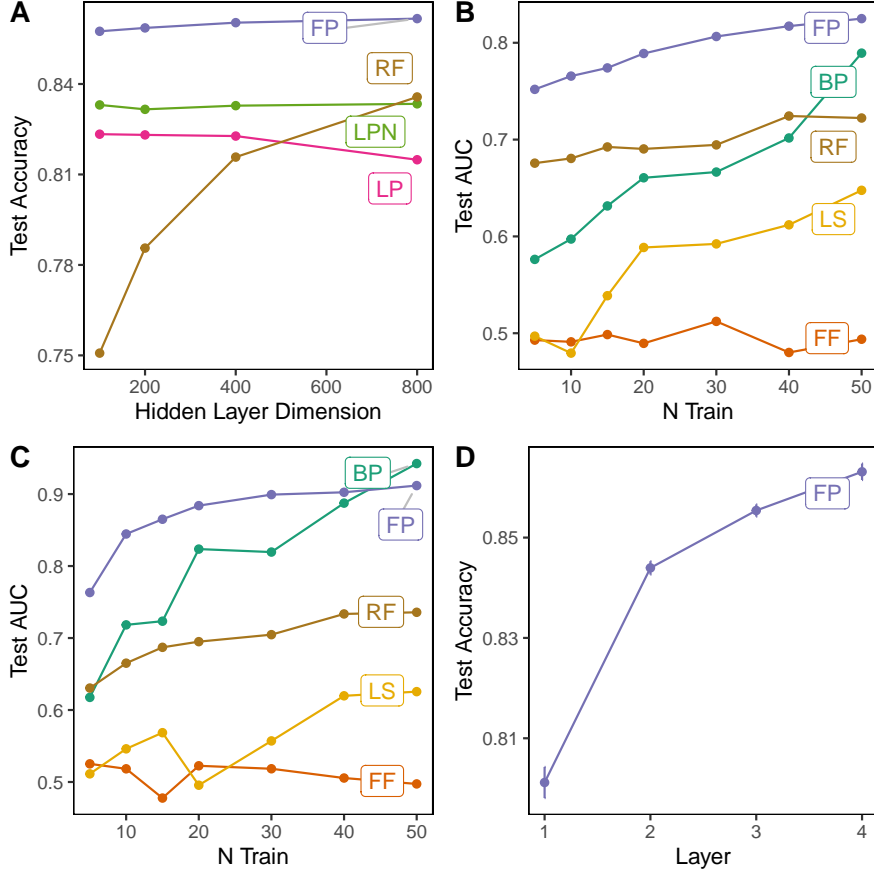 A
FP
RF
LPN
LP
0.84
0.81
0.78
0.75
Test Accuracy
200 400 600 800
Hidden Layer Dimension
B
FP
BP
RF
LS
FF
0.8
0.7
0.6
0.5
Test AUC
10 20 30 40 50
N Train
C
BP
FP
RF
LS
FF
0.9
0.8
0.7
0.6
0.5
Test AUC
10 20 30 40 50
N Train
D
FP
0.85
0.83
0.81
Test Accuracy
1 2 3 4
Layer